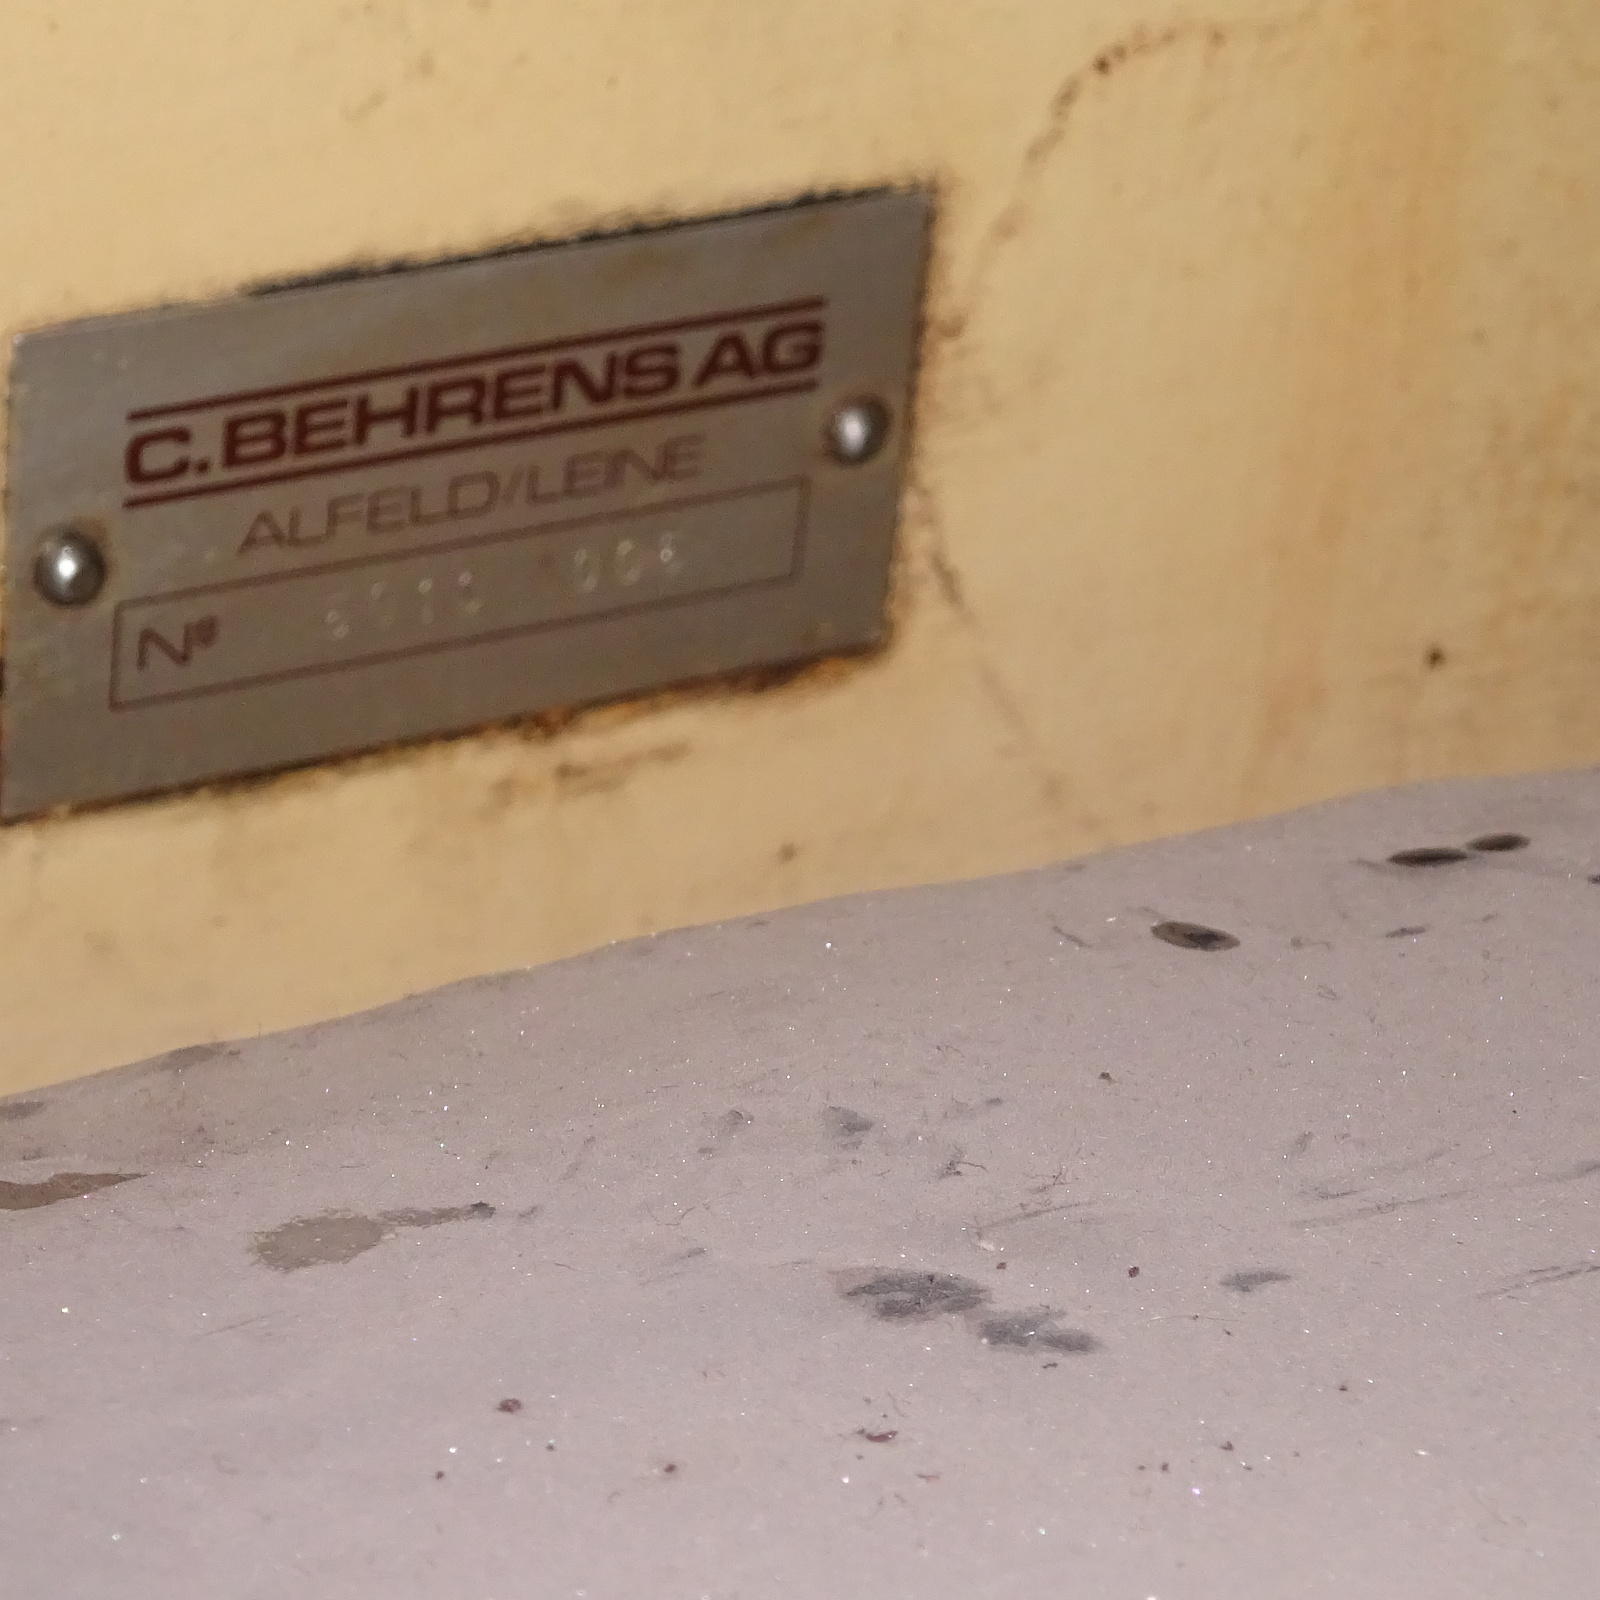 C. BEHRENS AG
ALFELD/LEINE
Nº